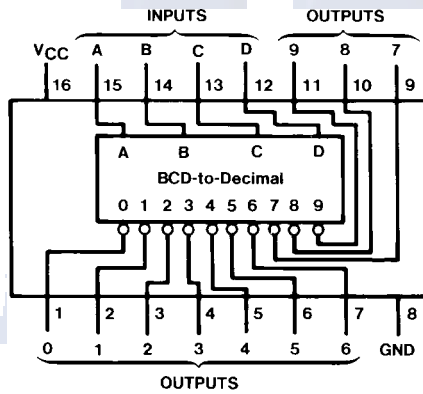 INPUTS OUTPUTS
VCC A B C D 9 8 7
16 15 14 13 12 11 10 9
A B C D
BCD-to-Decimal
0 1 2 3 4 5 6 7 8 9
1 2 3 4 5 6 7 8
0 1 2 3 4 5 6 GND
OUTPUTS